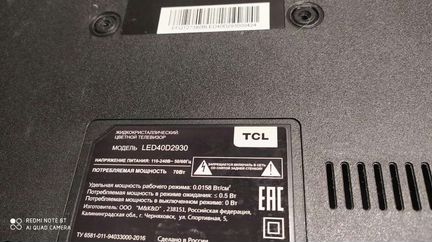 TCL
ЖИДКОКРИСТАЛЛИЧЕСКИЙ
ЦВЕТНОЙ ТЕЛЕВИЗОР
МОДЕЛЬ LED40D2930
НАПРЯЖЕНИЕ ПИТАНИЯ: 110-240В~ 50/60Гц
ПОТРЕБЛЯЕМАЯ МОЩНОСТЬ 70Вт
Удельная мощность рабочего режима: 0.0158 Вт/см²
Потребляемая мощность в режиме ожидания: ≤ 0.5 Вт
Потребляемая мощность в выключенном режиме: 0 Вт
Изготовитель: ООО "M&K&O", 238151, Российская Федерация,
Калининградская обл., г. Черняховск, ул. Спортивная, 5,
ТУ 6581-011-94033000-2016 Сделано в России
EAC
REDMI NOTE 8T
AI QUAD CAMERA